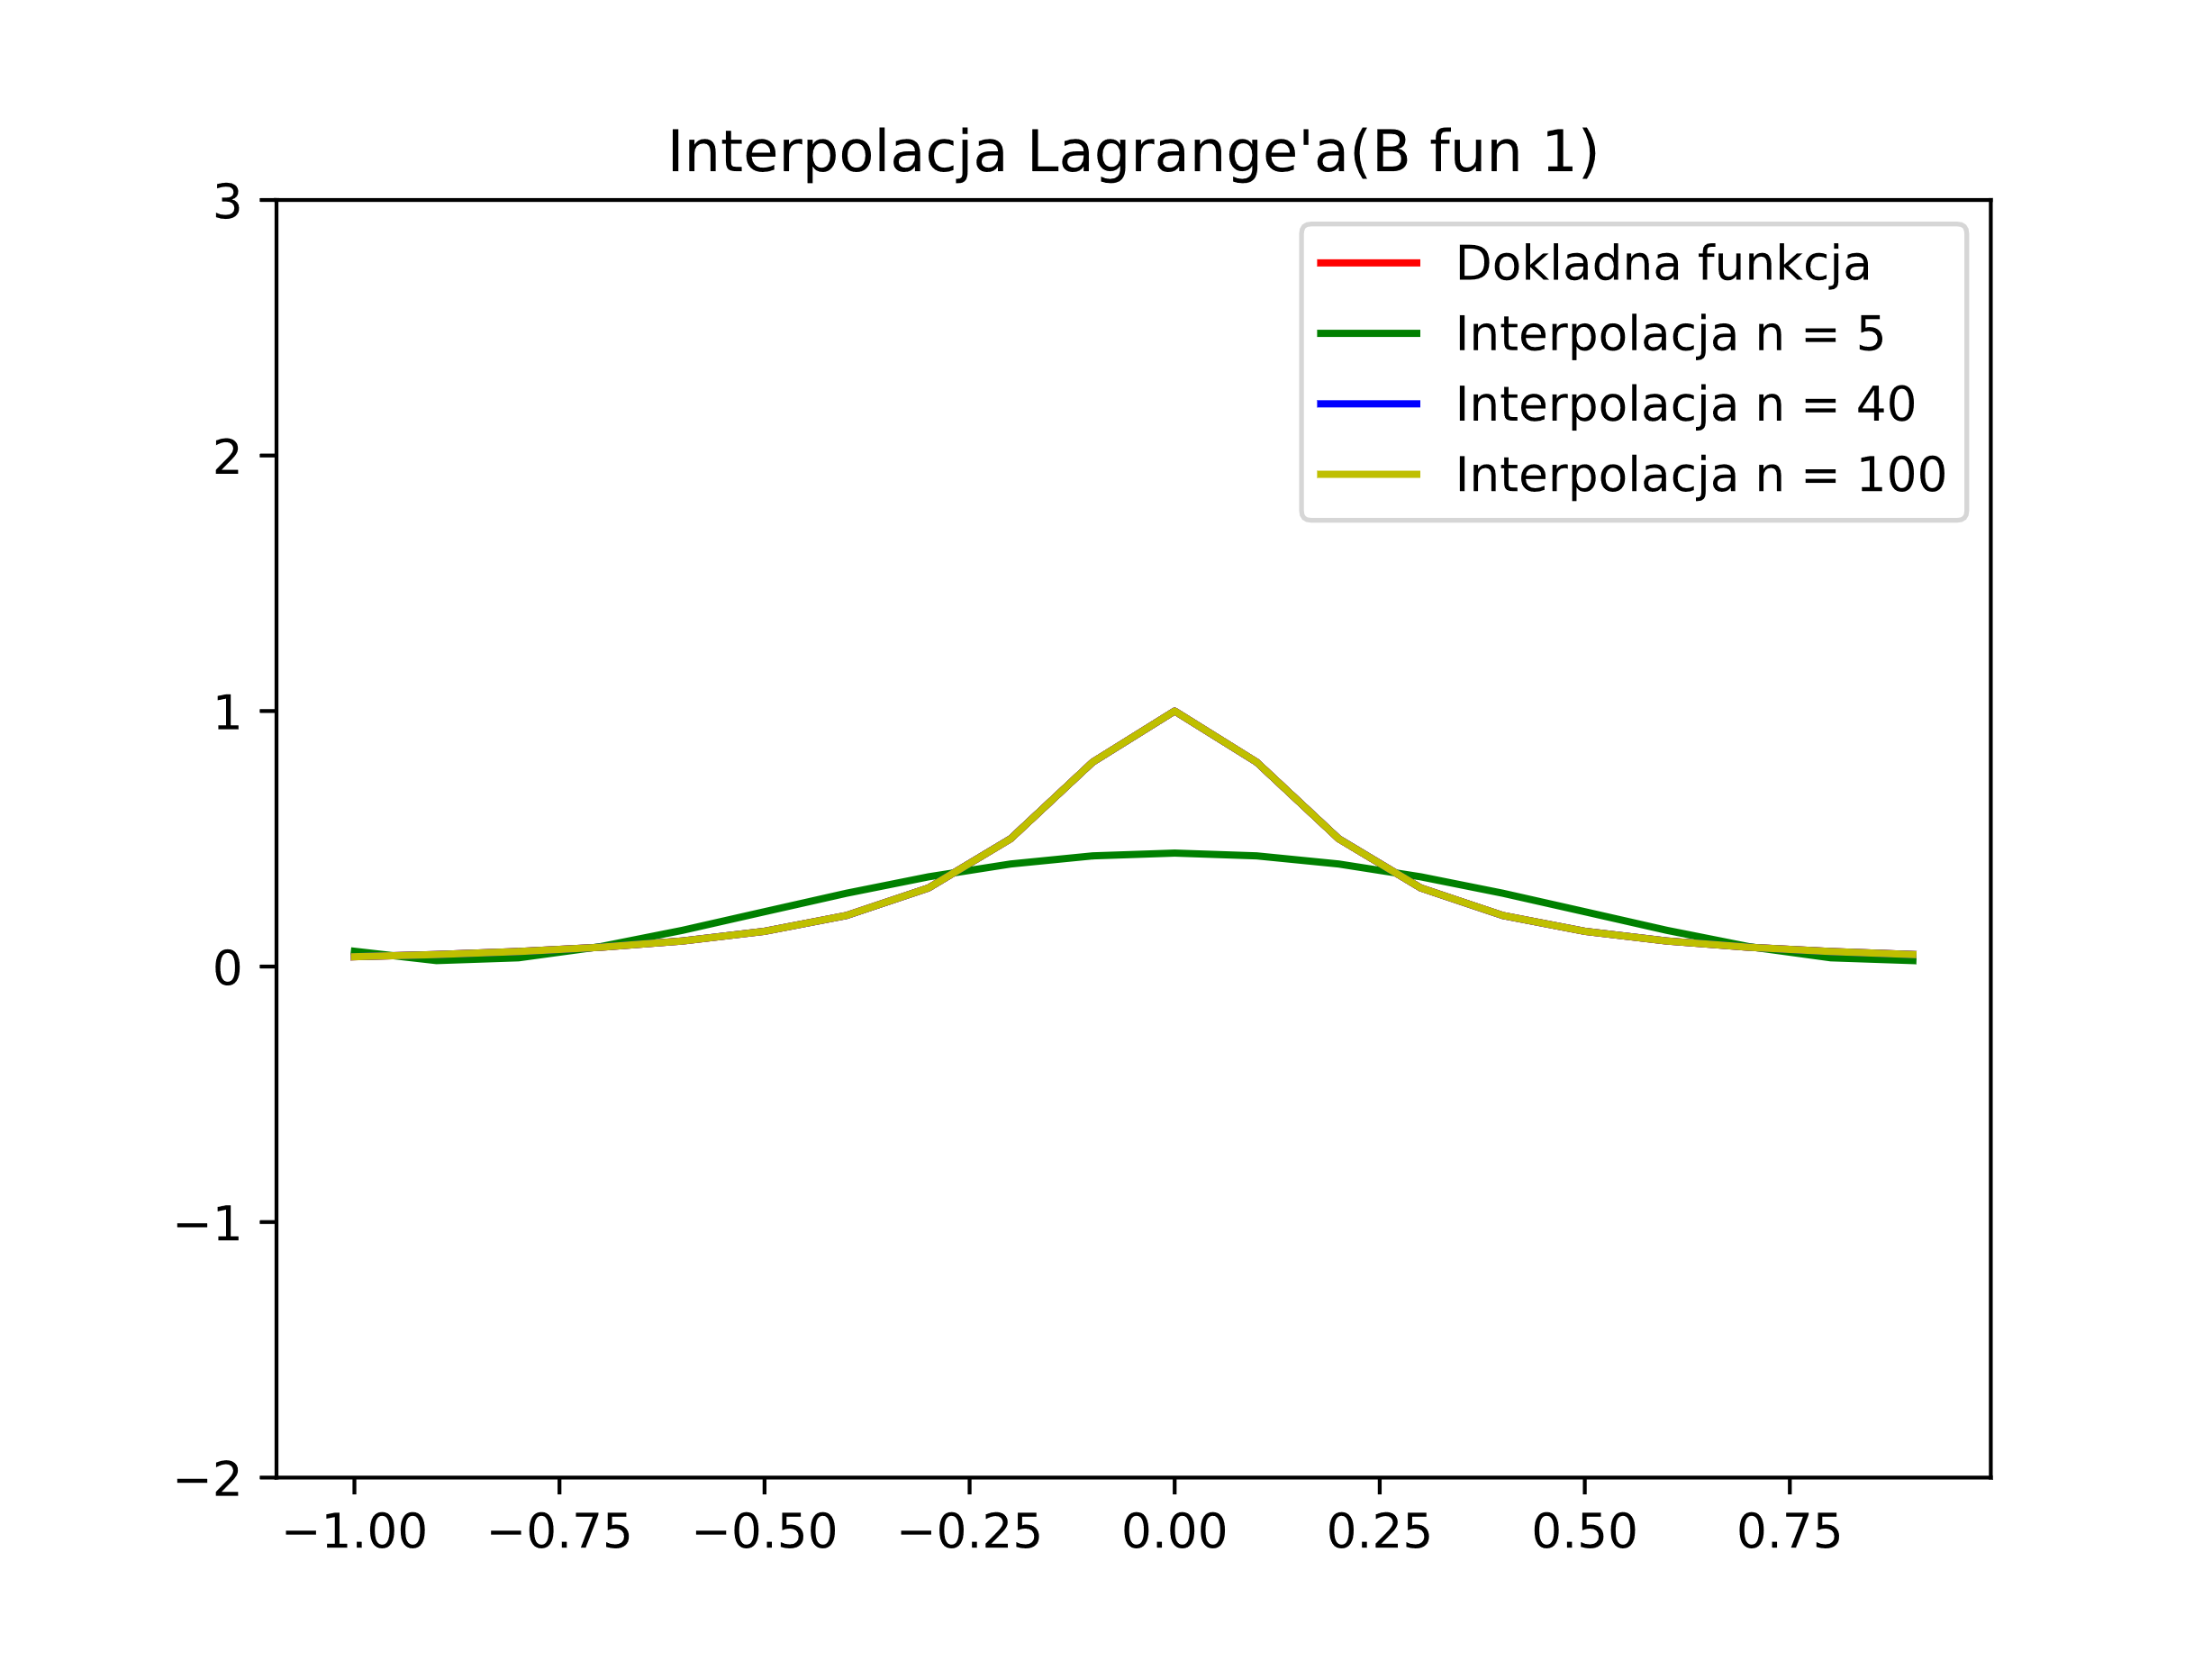 Interpolacja Lagrange'a(B fun 1)
3
2
1
0
−1
−2
Dokladna funkcja
Interpolacja n = 5
Interpolacja n = 40
Interpolacja n = 100
−1.00 −0.75 −0.50 −0.25 0.00 0.25 0.50 0.75